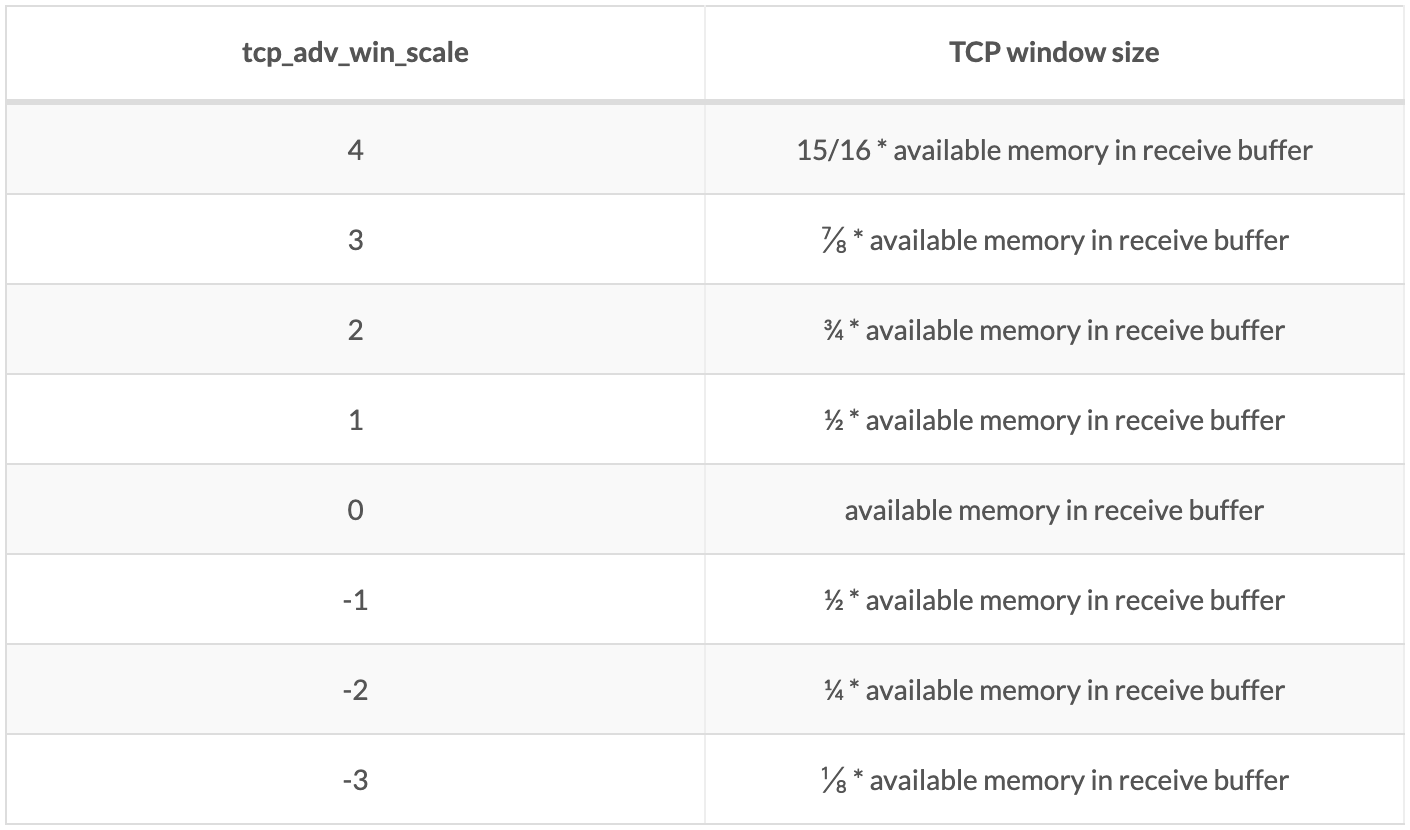 tcp_adv_win_scale TCP window size
4 15/16 * available memory in receive buffer
3 ⅞ * available memory in receive buffer
2 ¾ * available memory in receive buffer
1 ½ * available memory in receive buffer
0 available memory in receive buffer
-1 ½ * available memory in receive buffer
-2 ¼ * available memory in receive buffer
-3 ⅛ * available memory in receive buffer